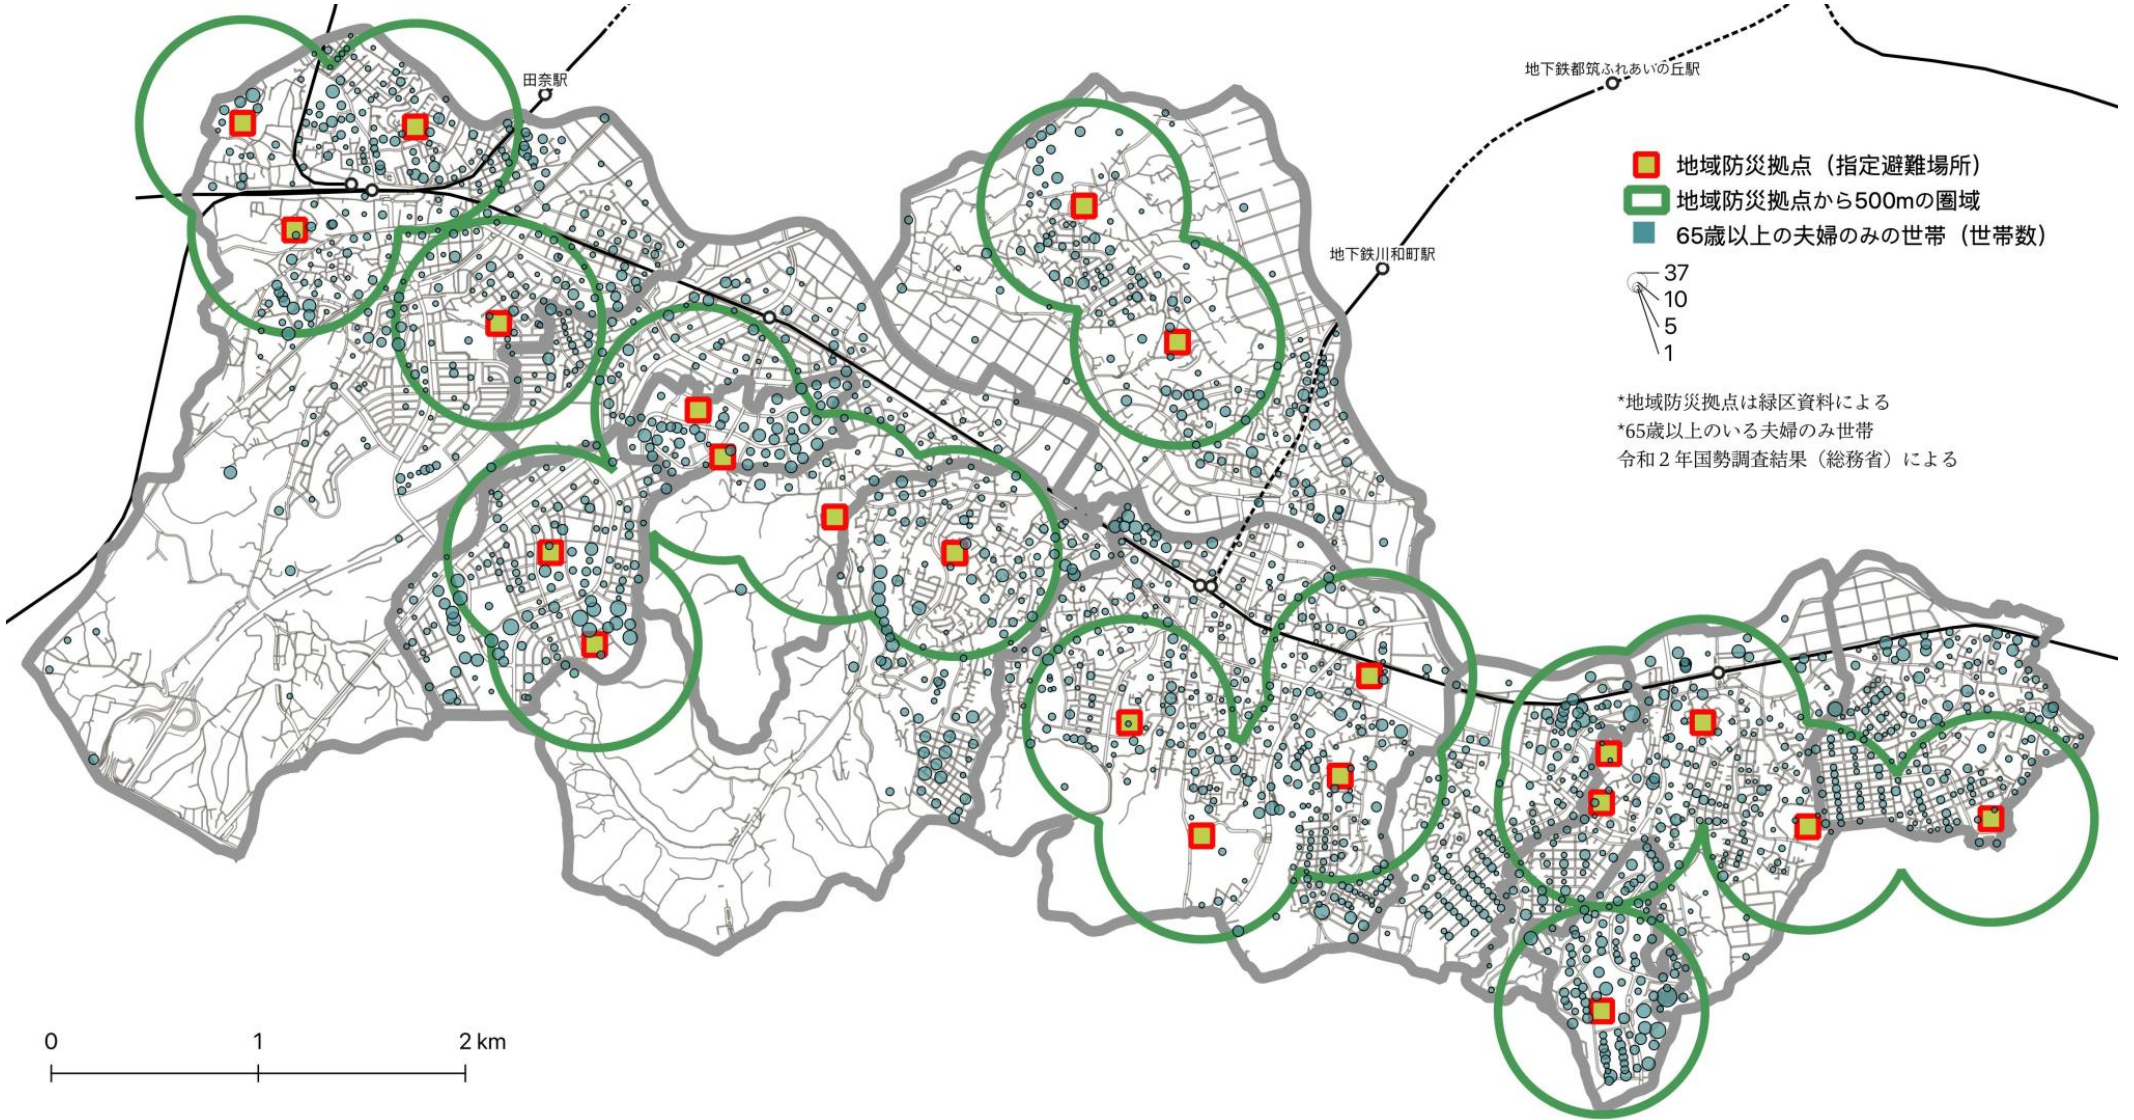 田奈駅
地下鉄都筑ふれあいの丘駅
地下鉄川和町駅
地域防災拠点（指定避難場所）
地域防災拠点から500mの圏域
65歳以上の夫婦のみの世帯（世帯数）
37
10
5
1
*地域防災拠点は緑区資料による
*65歳以上のいる夫婦のみ世帯
令和２年国勢調査結果（総務省）による
0 1 2 km